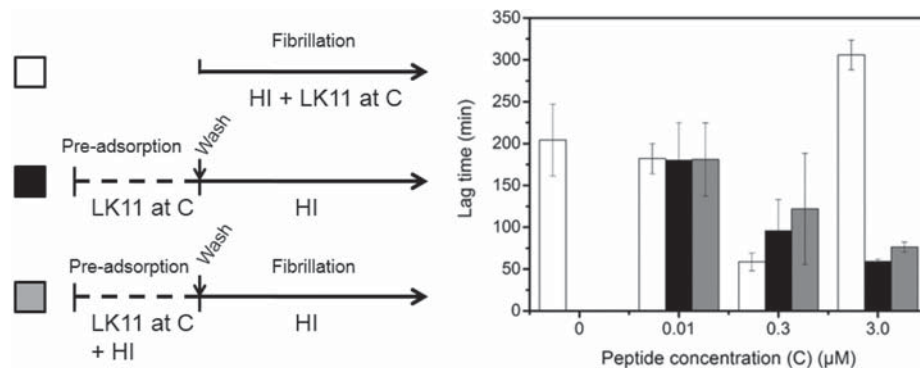 Fibrillation
HI + LK11 at C
Pre-adsorption
Wash
LK11 at C
HI
Pre-adsorption
Wash
Fibrillation
LK11 at C
+ HI
HI
350
300
250
200
150
100
50
0
Lag time (min)
0 0.01 0.3 3.0
Peptide concentration (C) (µM)